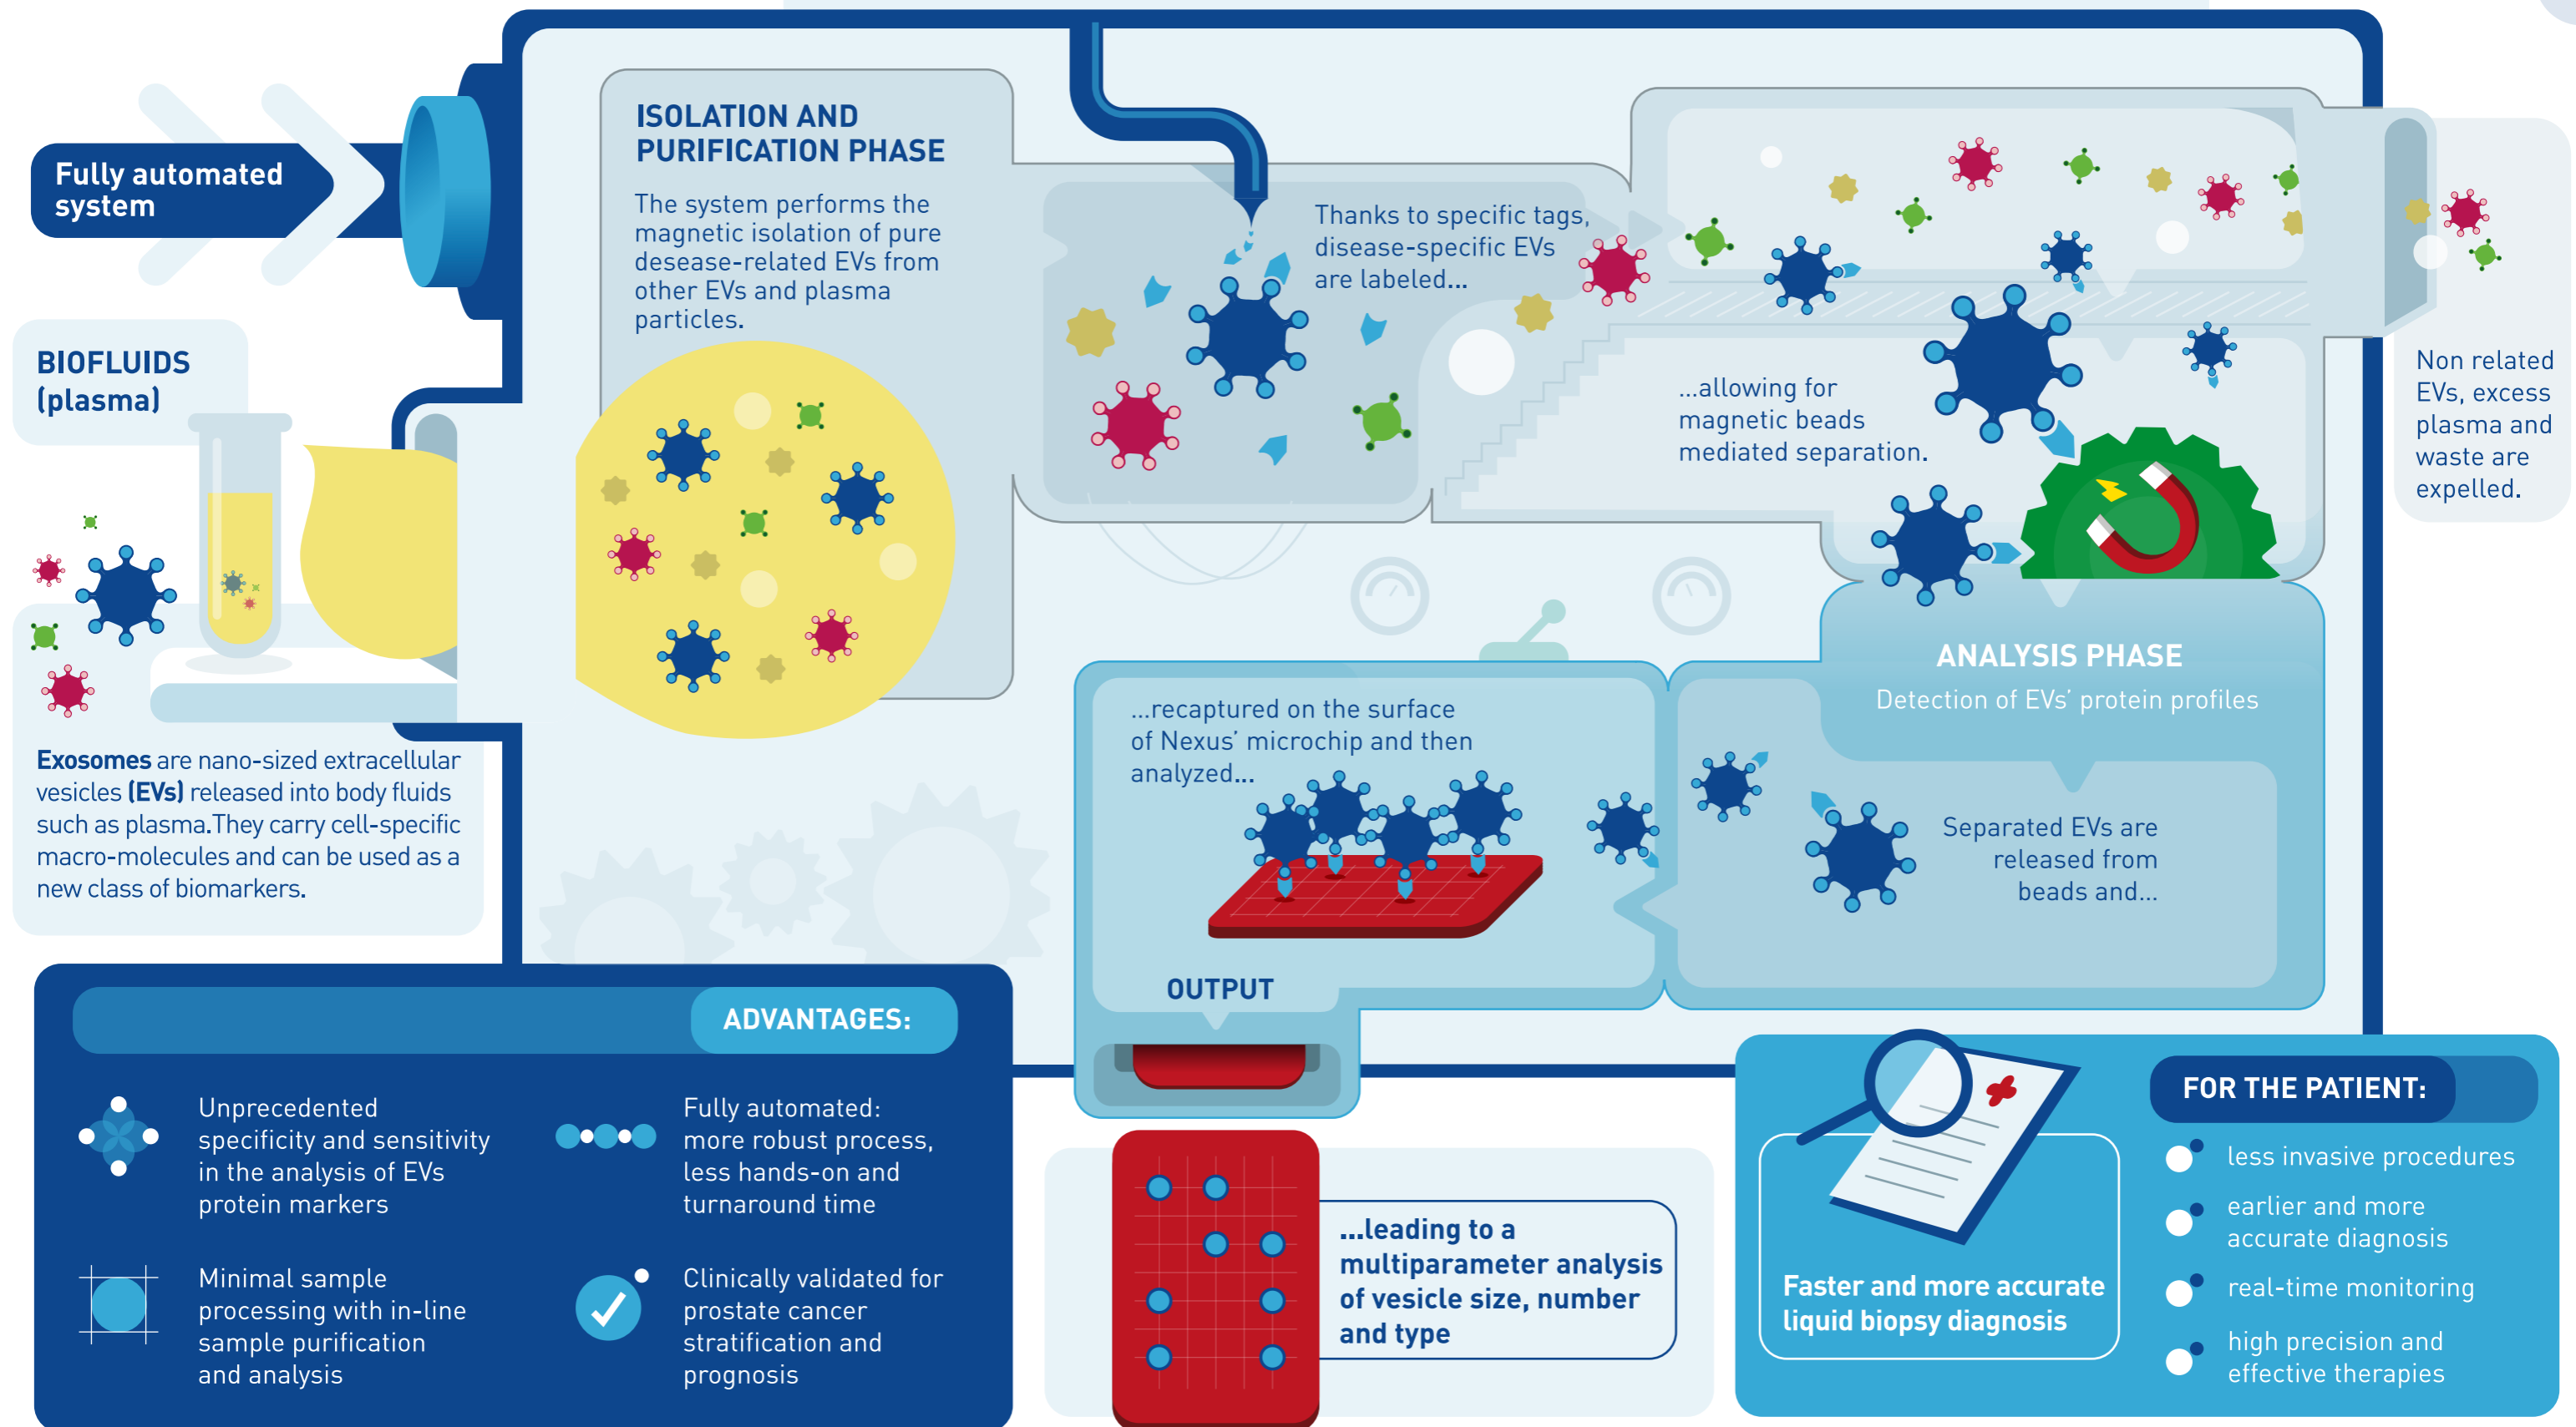 Fully automated
system
BIOFLUIDS
(plasma)
Exosomes are nano-sized extracellular
vesicles (EVs) released into body fluids
such as plasma.They carry cell-specific
macro-molecules and can be used as a
new class of biomarkers.
ISOLATION AND
PURIFICATION PHASE
The system performs the
magnetic isolation of pure
desease-related EVs from
other EVs and plasma
particles.
Thanks to specific tags,
disease-specific EVs
are labeled...
...allowing for
magnetic beads
mediated separation.
Non related
EVs, excess
plasma and
waste are
expelled.
ANALYSIS PHASE
Detection of EVs’ protein profiles
Separated EVs are
released from
beads and...
...recaptured on the surface
of Nexus’ microchip and then
analyzed...
OUTPUT
...leading to a
multiparameter analysis
of vesicle size, number
and type
ADVANTAGES:
Unprecedented
specificity and sensitivity
in the analysis of EVs
protein markers
Fully automated:
more robust process,
less hands-on and
turnaround time
Minimal sample
processing with in-line
sample purification
and analysis
Clinically validated for
prostate cancer
stratification and
prognosis
Faster and more accurate
liquid biopsy diagnosis
FOR THE PATIENT:
less invasive procedures
earlier and more
accurate diagnosis
real-time monitoring
high precision and
effective therapies